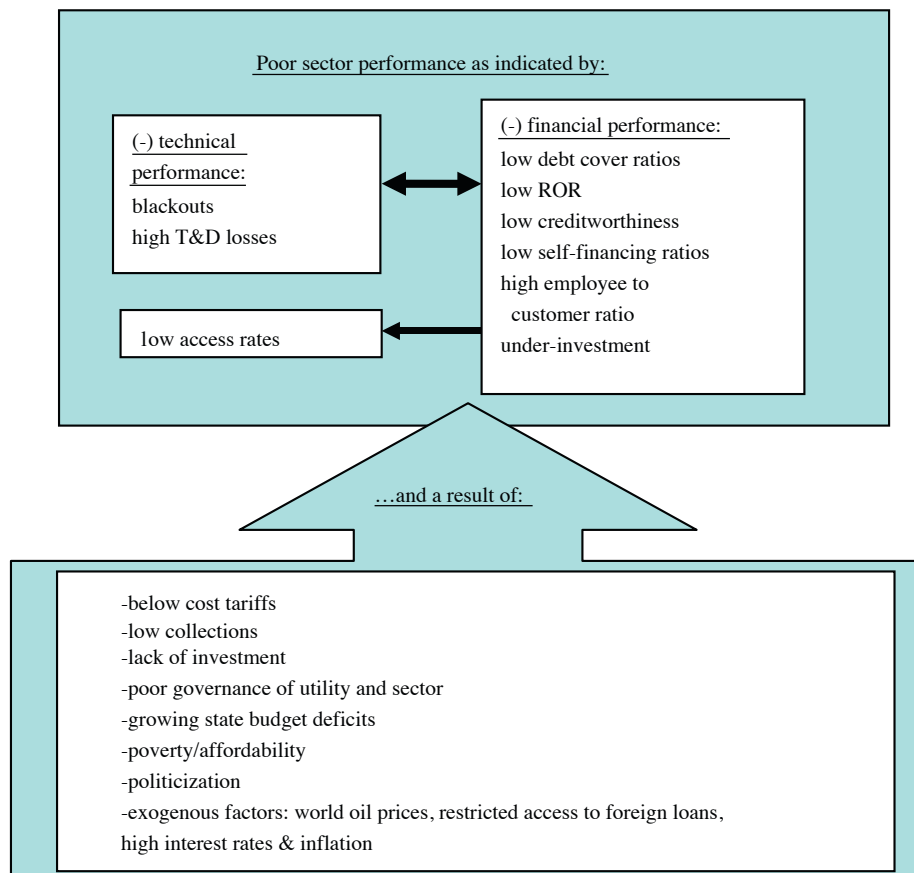 Poor sector performance as indicated by:
(-) technical
performance:
blackouts
high T&D losses
(-) financial performance:
low debt cover ratios
low ROR
low creditworthiness
low self-financing ratios
high employee to
customer ratio
under-investment
low access rates
…and a result of:
-below cost tariffs
-low collections
-lack of investment
-poor governance of utility and sector
-growing state budget deficits
-poverty/affordability
-politicization
-exogenous factors: world oil prices, restricted access to foreign loans,
high interest rates & inflation